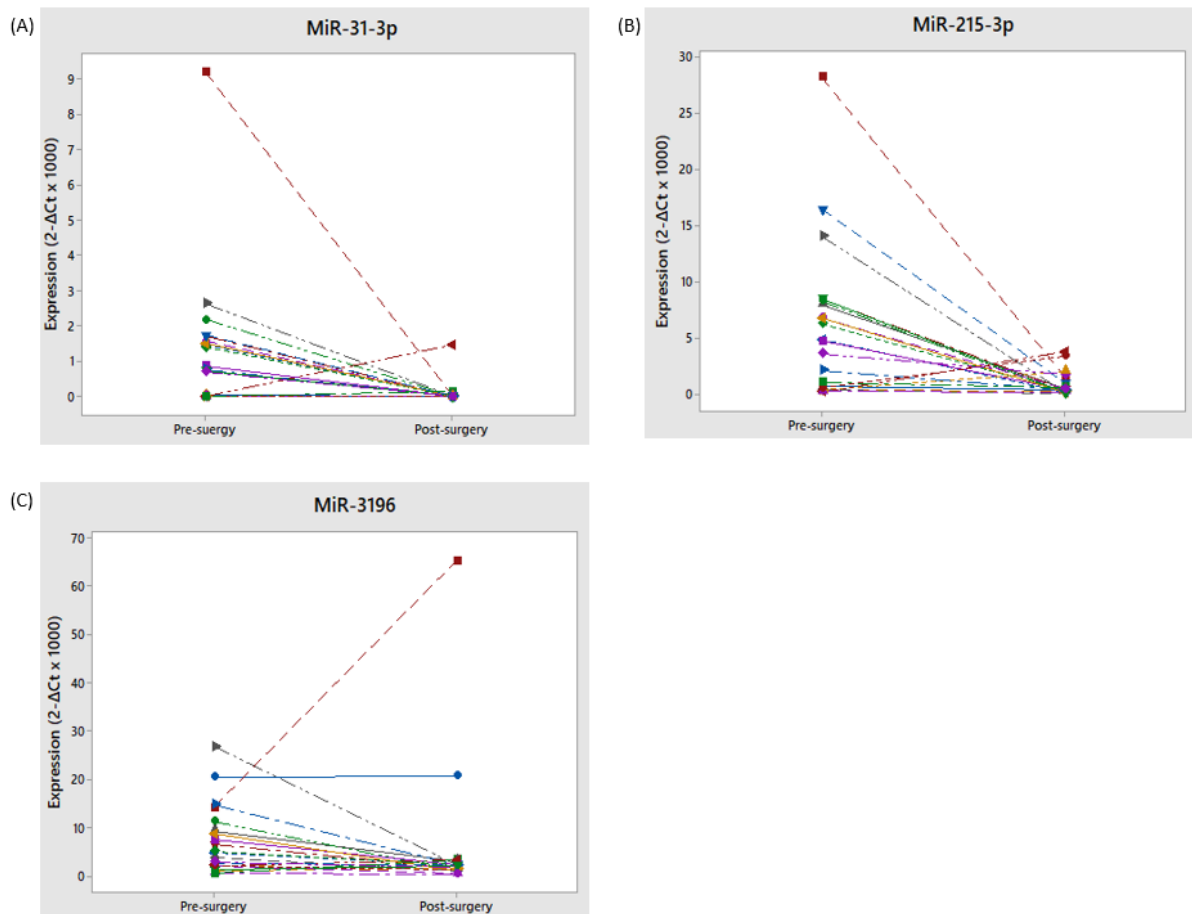 (A)
MiR-31-3p
Expression (2-ΔCt x 1000)
9
8
7
6
5
4
3
2
1
0
Pre-suergy
Post-surgery
(B)
MiR-215-3p
Expression (2-ΔCt x 1000)
30
25
20
15
10
5
0
Pre-surgery
Post-surgery
(C)
MiR-3196
Expression (2-ΔCt x 1000)
70
60
50
40
30
20
10
0
Pre-surgery
Post-surgery